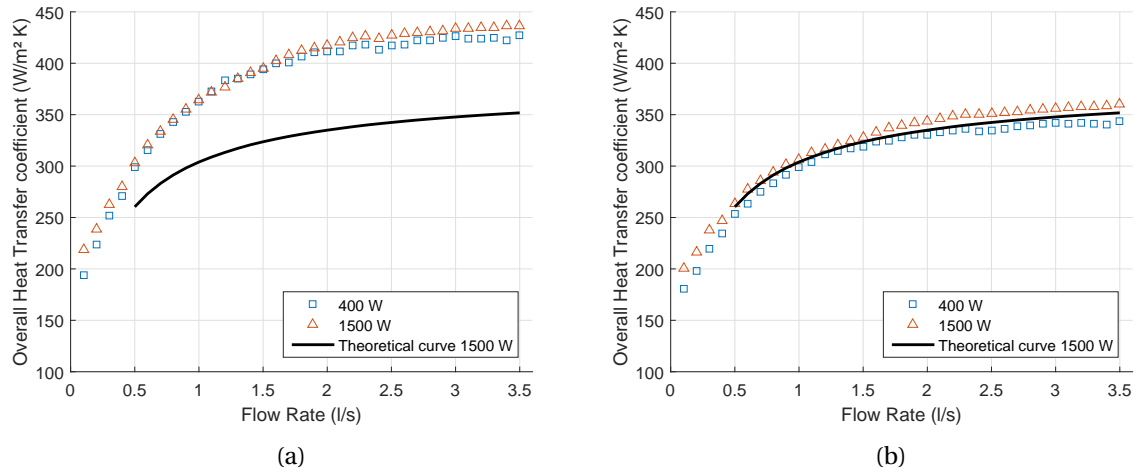 450
400
350
300
250
200
150
100
0
0.5
1
1.5
2
2.5
3
3.5
Overall Heat Transfer coefficient (W/m² K)
Flow Rate (l/s)
400 W
1500 W
Theoretical curve 1500 W
(a)
450
400
350
300
250
200
150
100
0
0.5
1
1.5
2
2.5
3
3.5
Overall Heat Transfer coefficient (W/m² K)
Flow Rate (l/s)
400 W
1500 W
Theoretical curve 1500 W
(b)